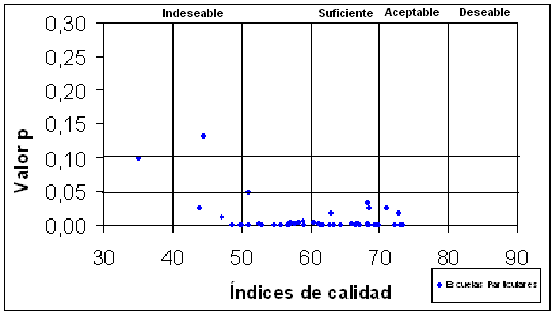 Indeseable Suficiente Aceptable Deseable
0,30
0,25
0,20
0,15
0,10
0,05
0,00
Valor p
30 40 50 60 70 80 90
Índices de calidad
Escuelas Particulares